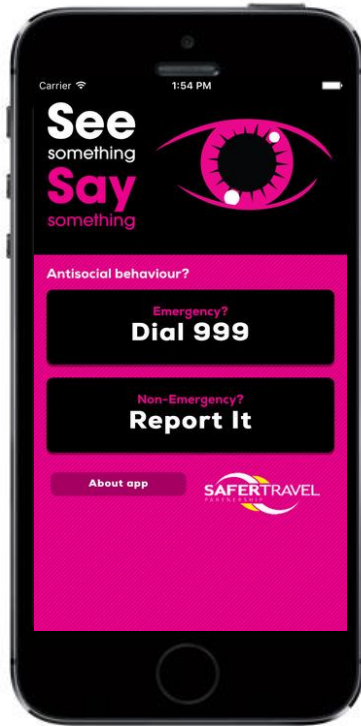 Carrier 1:54 PM
See
something
Say
something
Antisocial behaviour?
Emergency?
Dial 999
Non-Emergency?
Report It
About app
SAFERTRAVEL
PARTNERSHIP